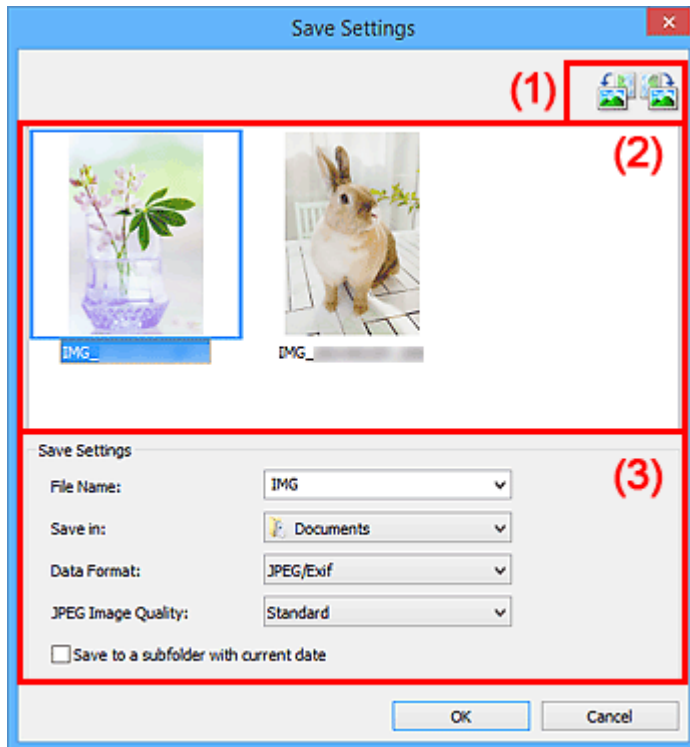 Save Settings
(1)
(2)
IMG_
IMG_
Save Settings
(3)
File Name: IMG
Save in: Documents
Data Format: JPEG/Exif
JPEG Image Quality: Standard
Save to a subfolder with current date
OK Cancel